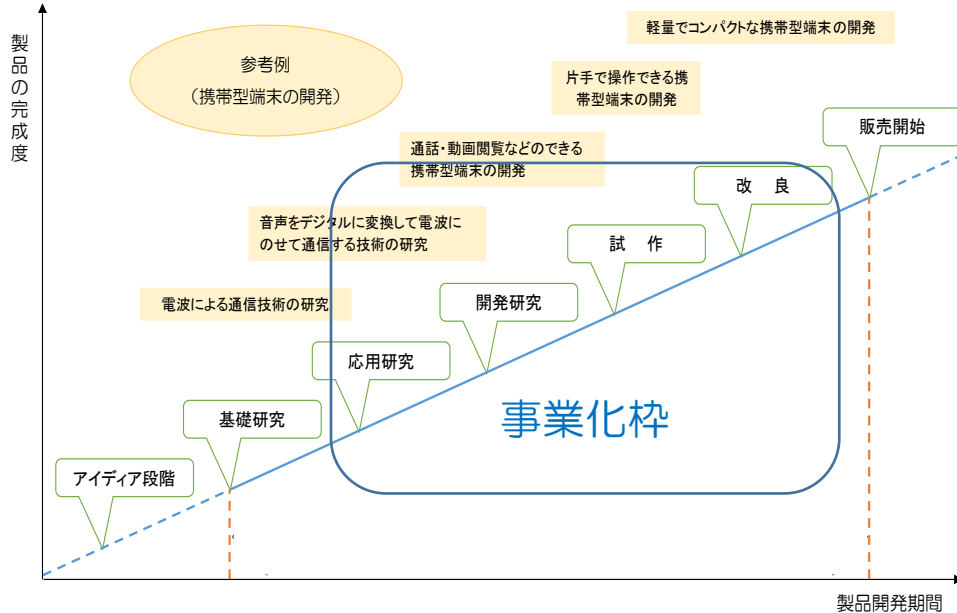 製品の完成度
参考例
（携帯型端末の開発）
軽量でコンパクトな携帯型端末の開発
片手で操作できる携
帯型端末の開発
販売開始
通話・動画閲覧などのできる
携帯型端末の開発
改　良
音声をデジタルに変換して電波に
のせて通信する技術の研究
試　作
電波による通信技術の研究
開発研究
応用研究
事業化枠
基礎研究
アイディア段階
製品開発期間